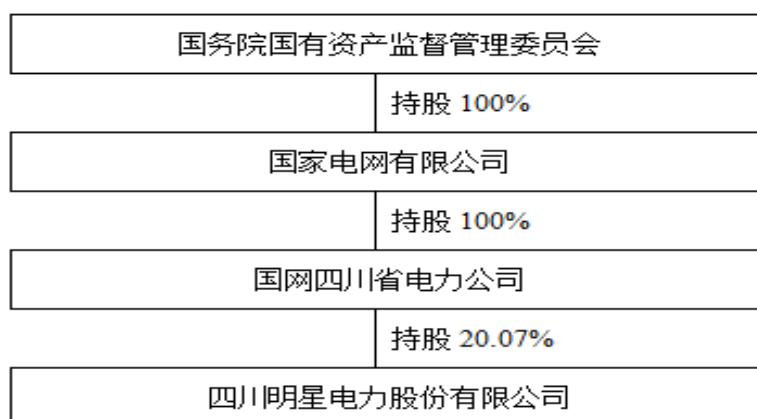 国务院国有资产监督管理委员会
持股 100%
国家电网有限公司
持股 100%
国网四川省电力公司
持股 20.07%
四川明星电力股份有限公司